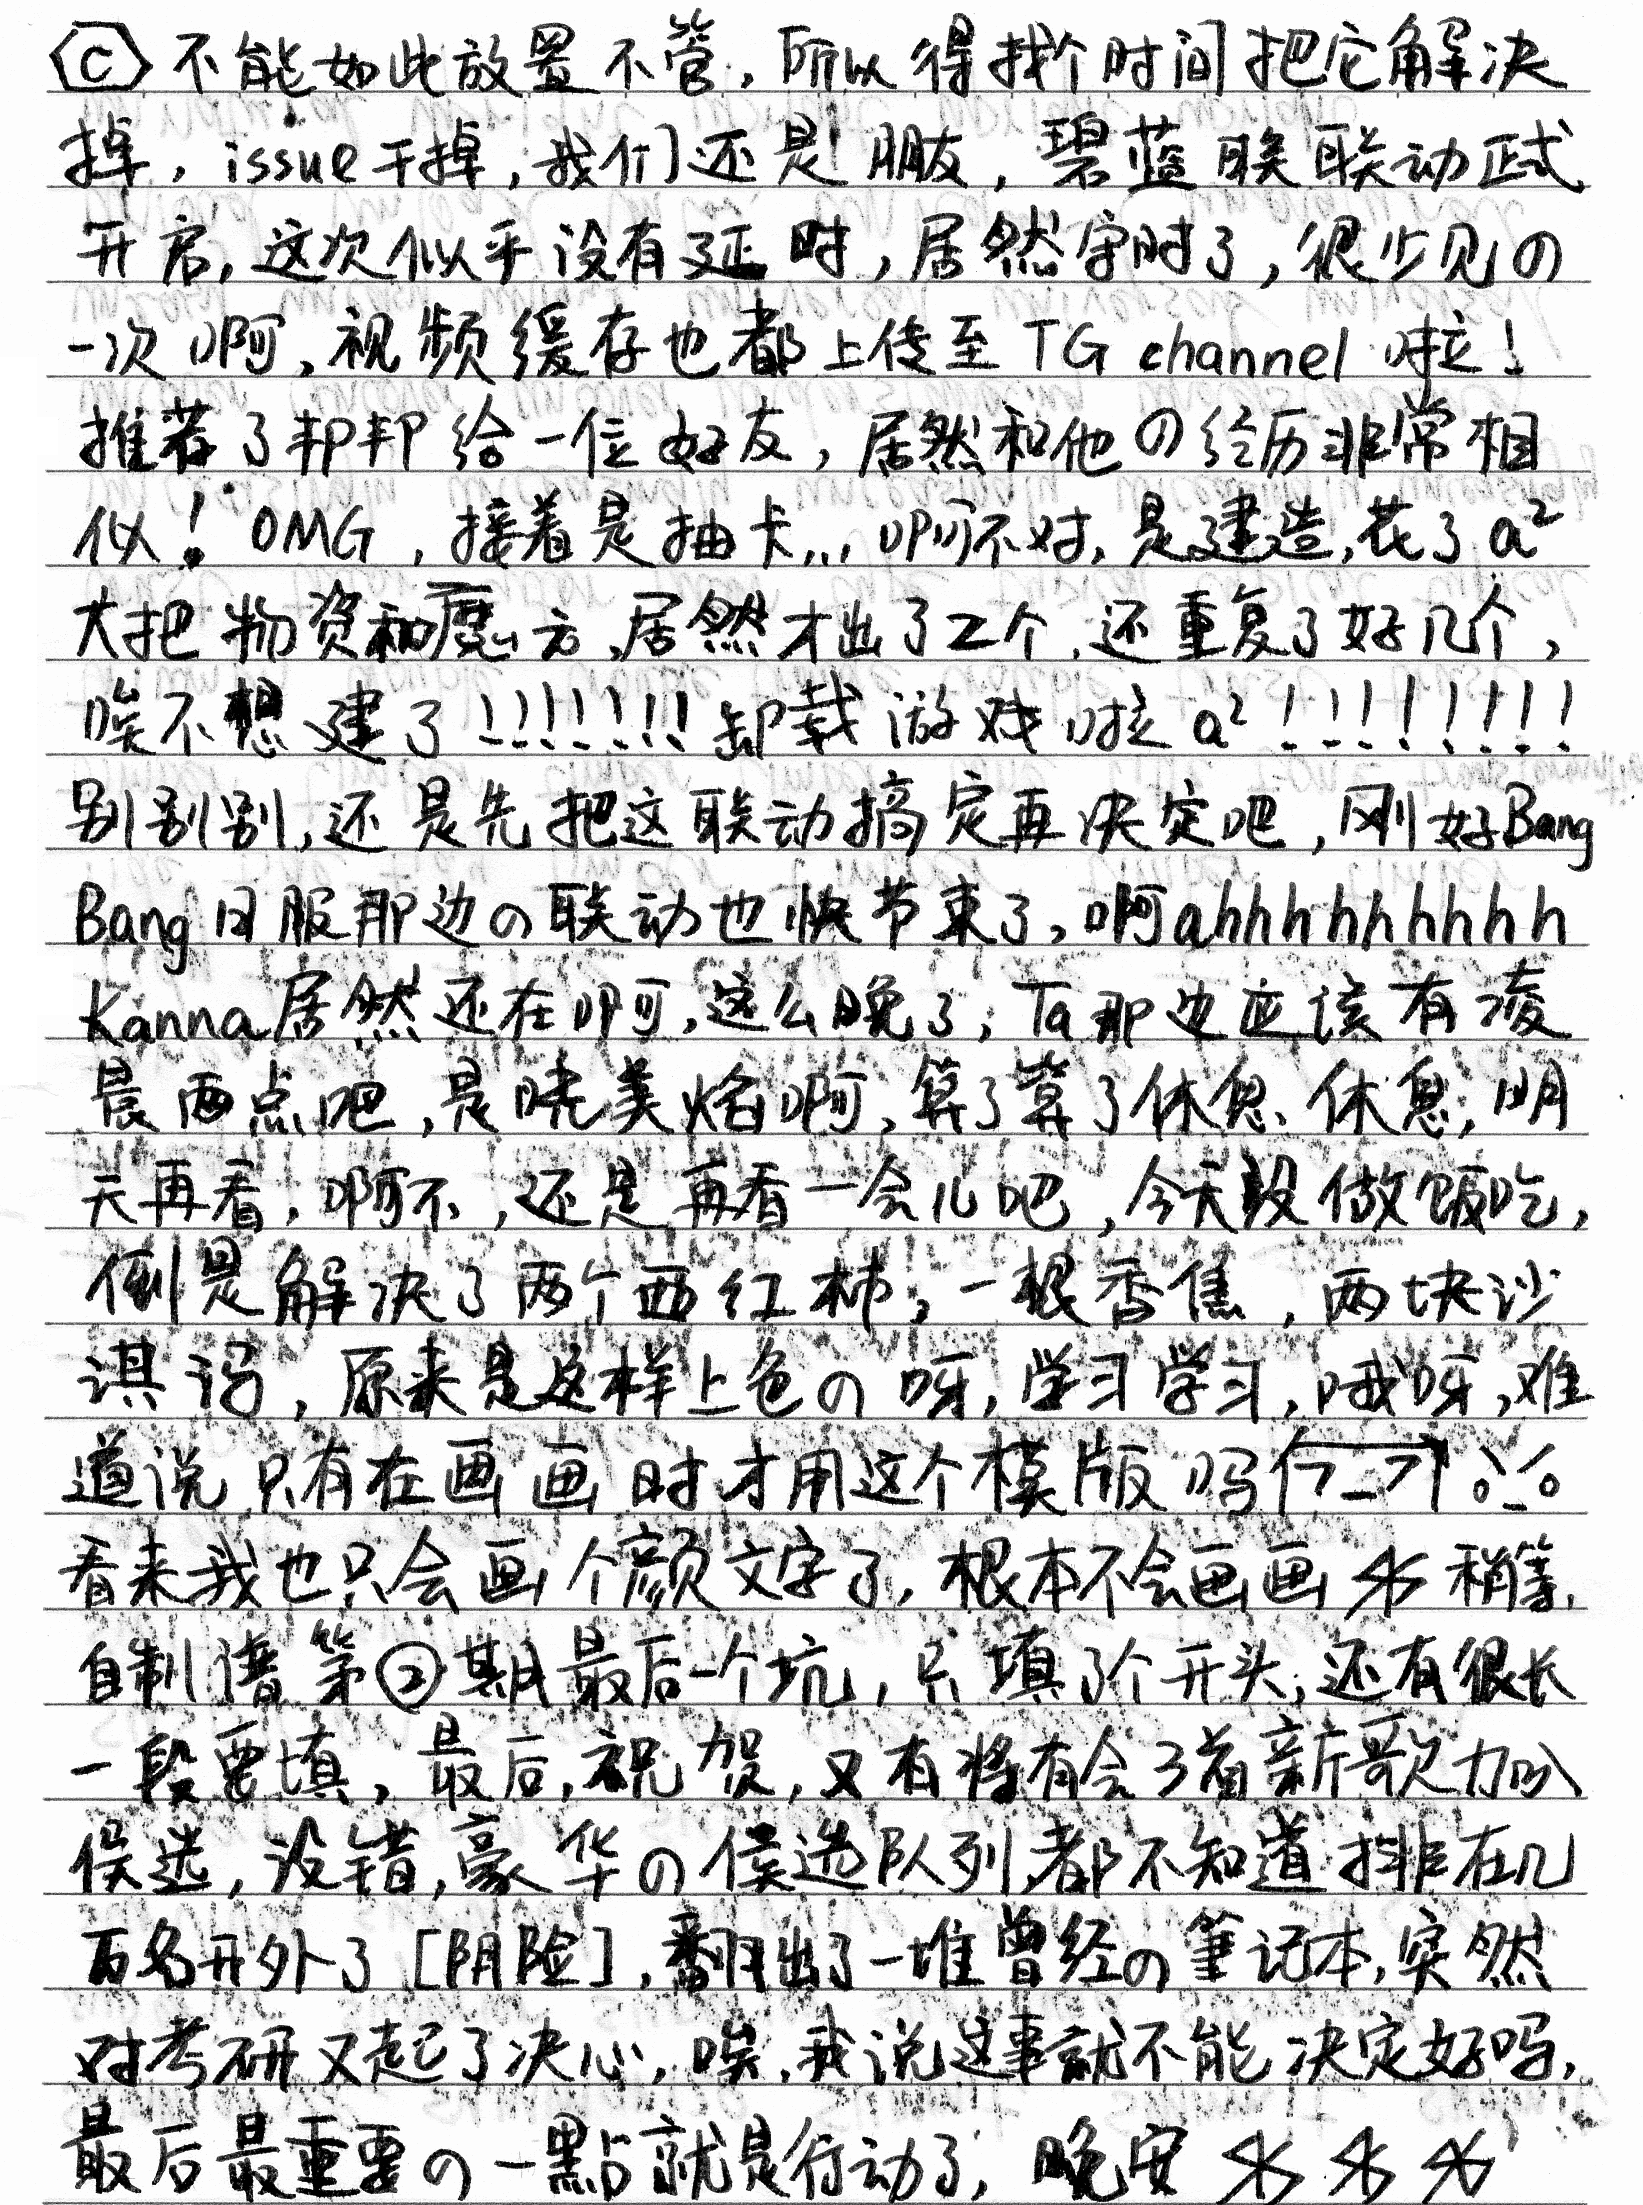 C 不能如此放置不管，所以得找个时间把它解决
掉，issue干掉，我们还是朋友，碧蓝联动正式
开启，这次似乎没有延时，居然守时了，很少见の
一次啊，视频缓存也都上传至TG channel啦！
推荐了邦邦给一位好友，居然和他の经历非常相
似！OMG，接着是抽卡...啊不对，是建造，花了a²
大把物资和魔方，居然才出了2个，还重复了好几个，
唉不想建了！！！！！！！卸载游戏啦a²！！！！！！！！
别别别，还是先把这联动搞定再决定吧，刚好Bang
Bang日服那边の联动也快节束了，啊ahhhhhhhhh
Kanna居然还在啊，这么晚了，Ta那边应该有凌
晨两点吧，是晓美焰啊，算了算了休息、休息，明
天再看，啊不，还是再看一会儿吧，今天没做饭吃，
倒是解决了两个西红柿，一根香蕉，两块沙
淇玛，原来是这样上色の呀，学习学习，哦呀，难
道说只有在画画时才用这个模版吗
看来我也只会画个颜文字了，根本不会画画 稍等，
自制谱第②期最后一个坑，只填了个开头，还有很长
一段要填，最后，祝贺，又有将有会3首新歌加入
侯选，没错，豪华の侯选队列，都不知道排在几
百名开外了［阴险］，翻出了一堆曾经の筆记本，突然
对考研又起了决心，唉，我说这事就不能决定好吗，
最后最重要の一點就是行动了，晚安